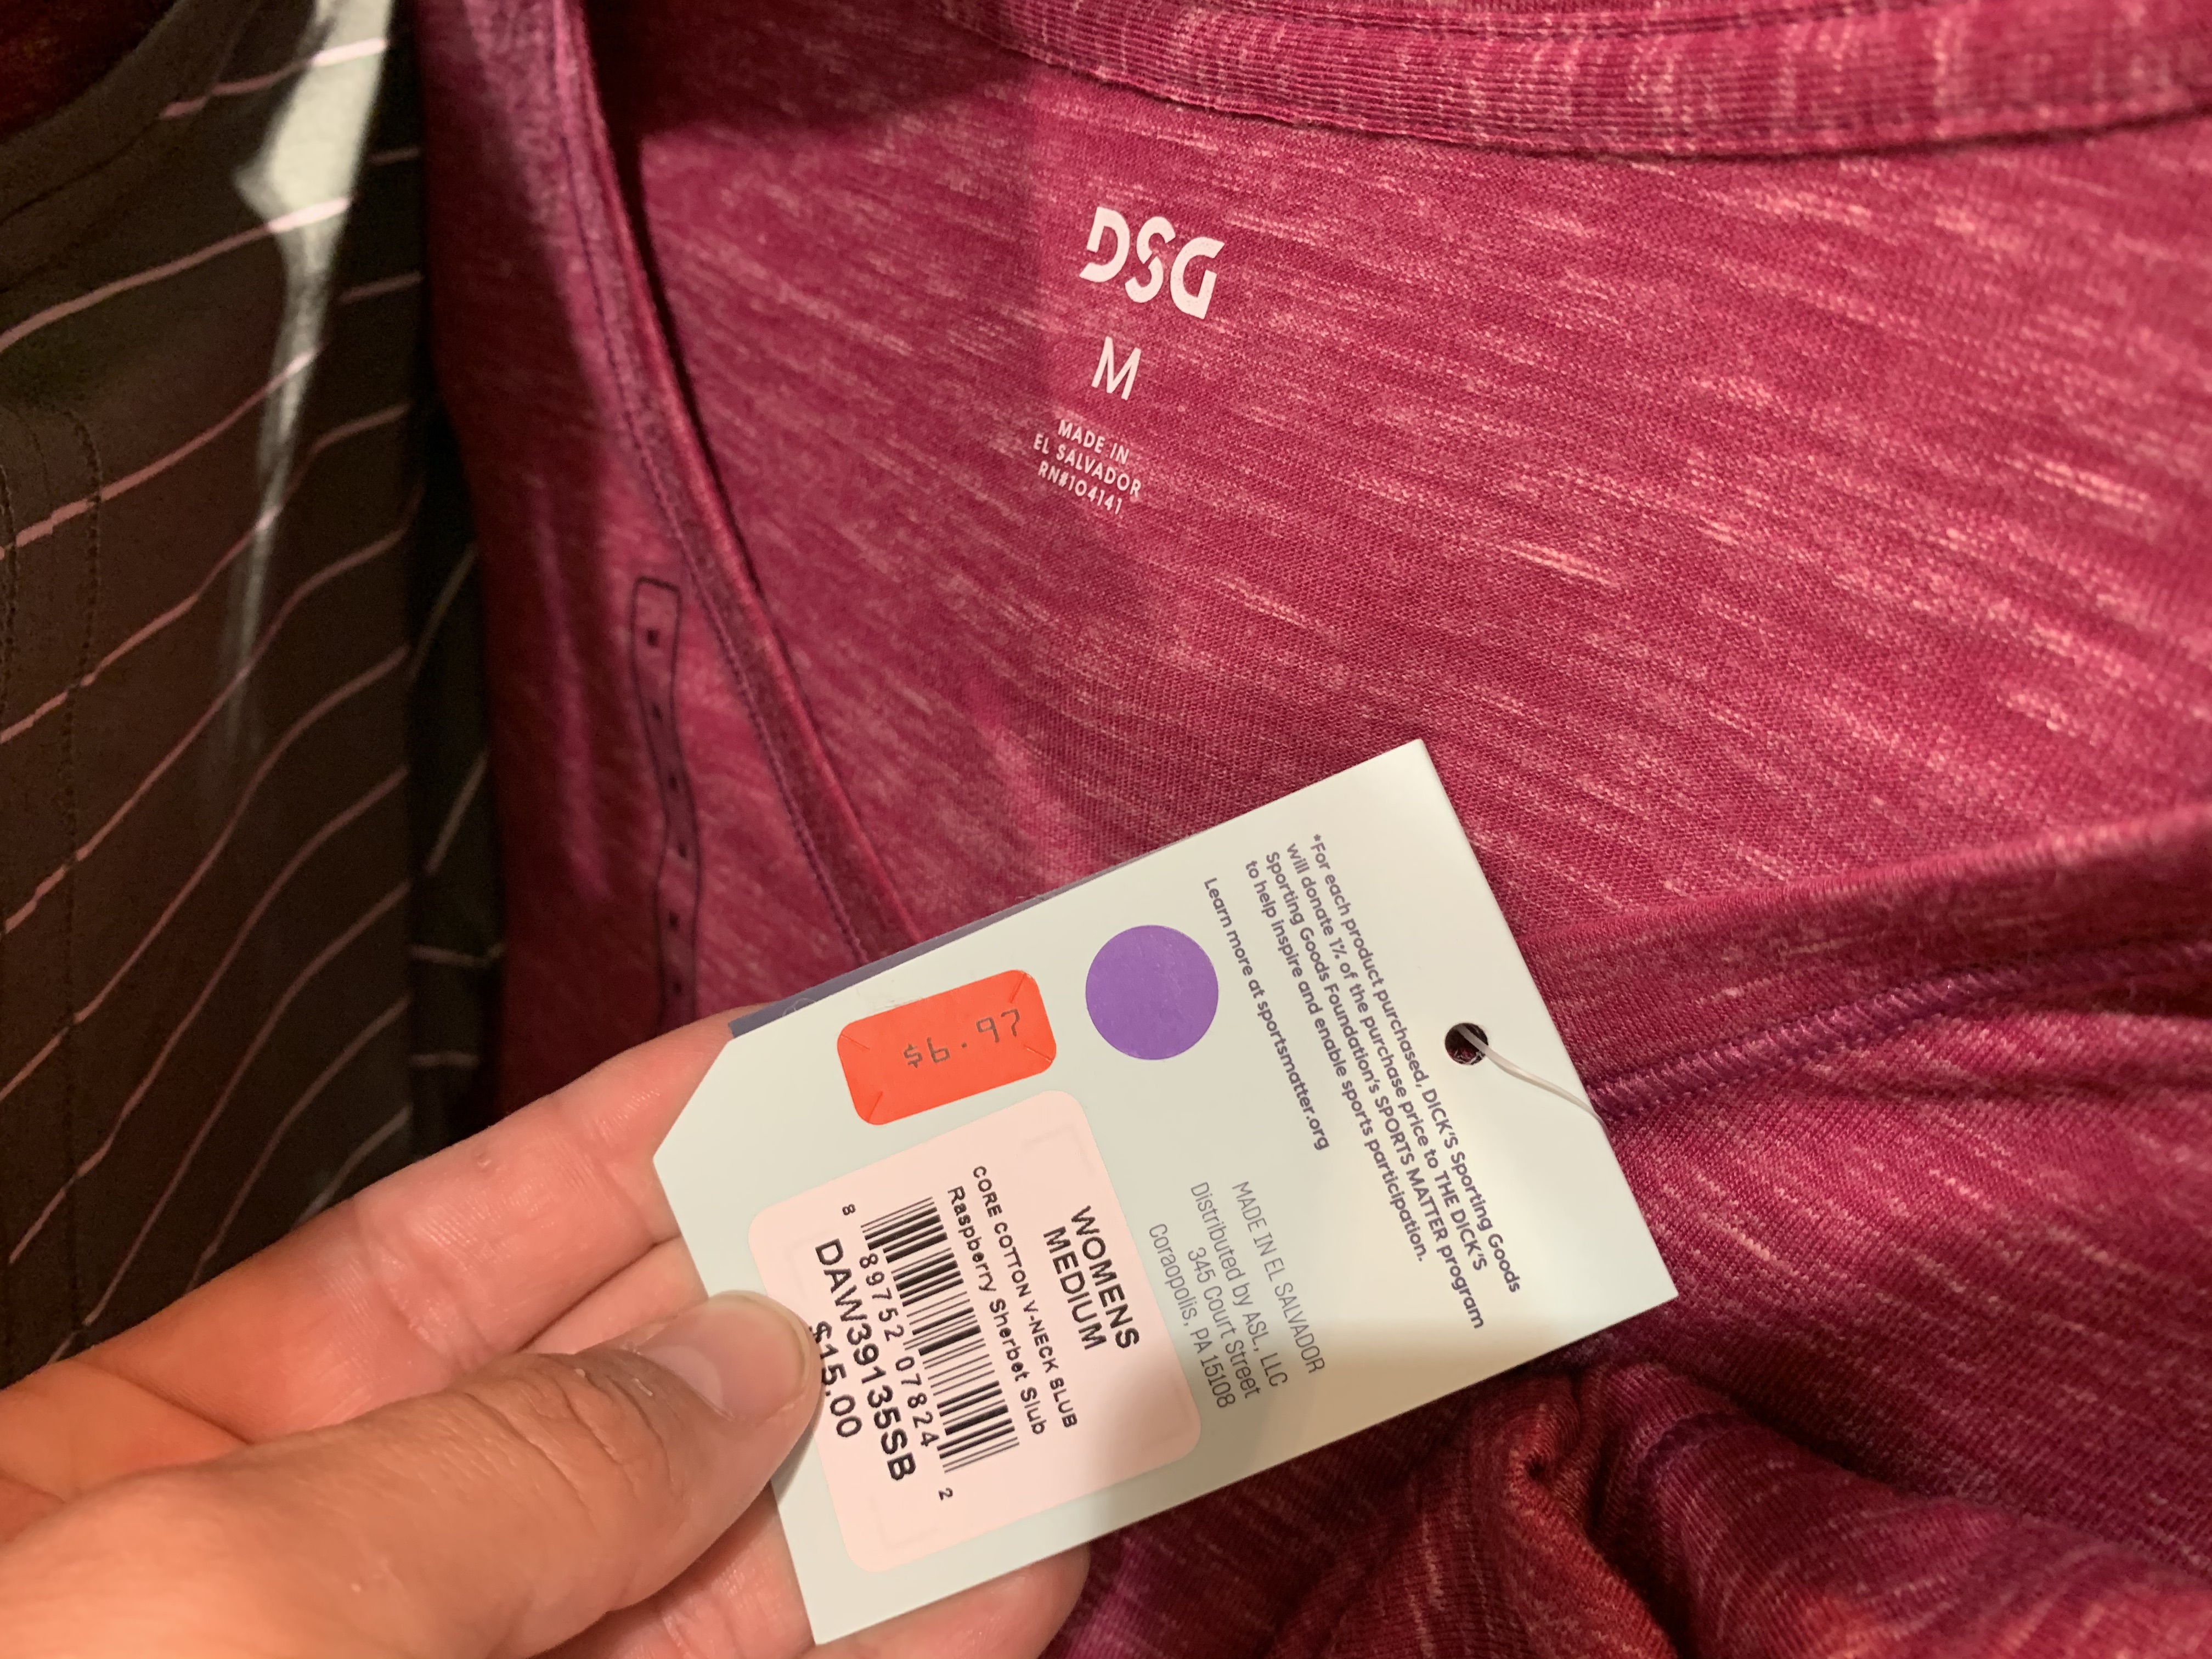 DSG
M
MADE IN
EL SALVADOR
RN#104141
*For each product purchased, DICK'S Sporting Goods
will donate 1% of the purchase price to THE DICK'S
Sporting Goods Foundation's SPORTS MATTER program
to help inspire and enable sports participation.
Learn more at sportsmatter.org
MADE IN EL SALVADOR
Distributed by ASL, LLC
345 Court Street
Coraopolis, PA 15108
$6.97
WOMENS
MEDIUM
CORE COTTON V-NECK SLUB
Raspberry Sherbet Slub
8 89752 07824 2
DAW39135SB
$15.00